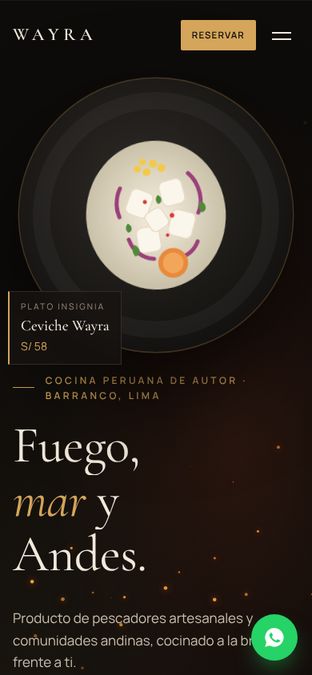 WAYRA
RESERVAR
PLATO INSIGNIA
Ceviche Wayra
S/ 58
COCINA PERUANA DE AUTOR ·
BARRANCO, LIMA
Fuego,
mar y
Andes.
Producto de pescadores artesanales y
comunidades andinas, cocinado a la
frente a ti.